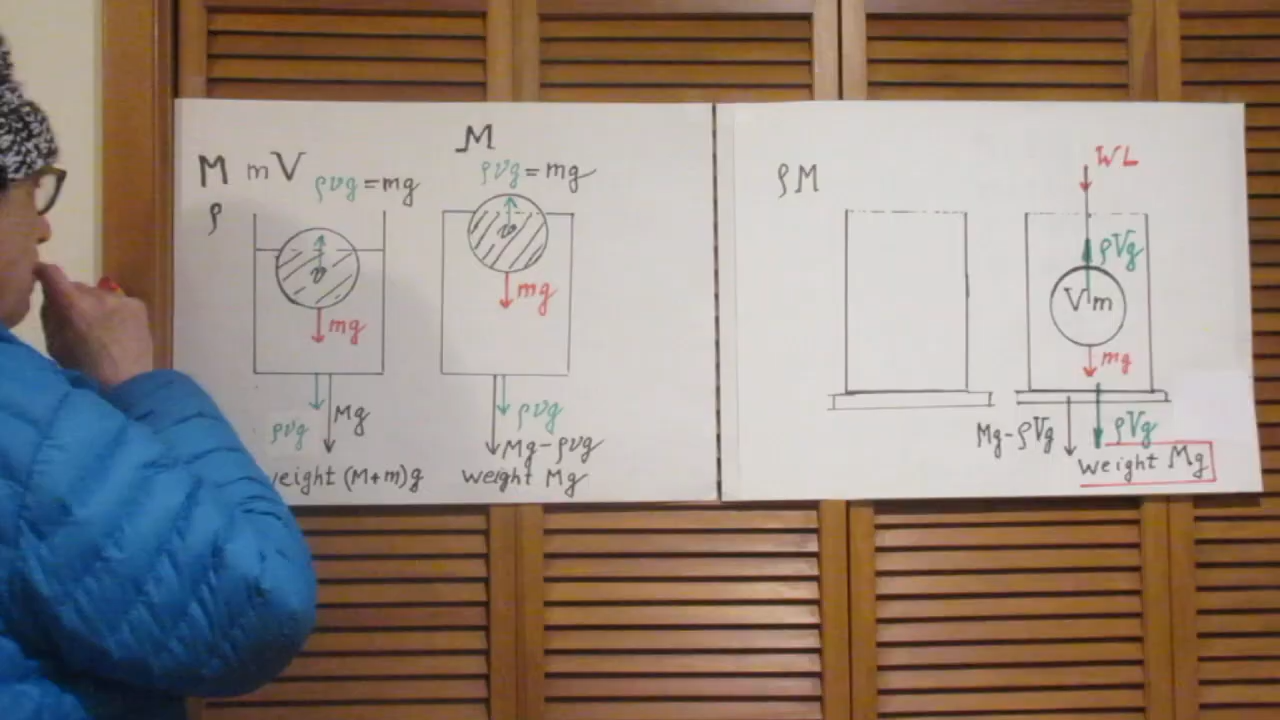 M m V
ρvg = mg
ρ
v
mg
ρvg
Mg
weight (M+m)g
M
ρvg = mg
v
mg
ρvg
Mg-ρvg
weight Mg
ρM
WL
ρVg
V m
mg
Mg-ρVg
ρVg
weight Mg